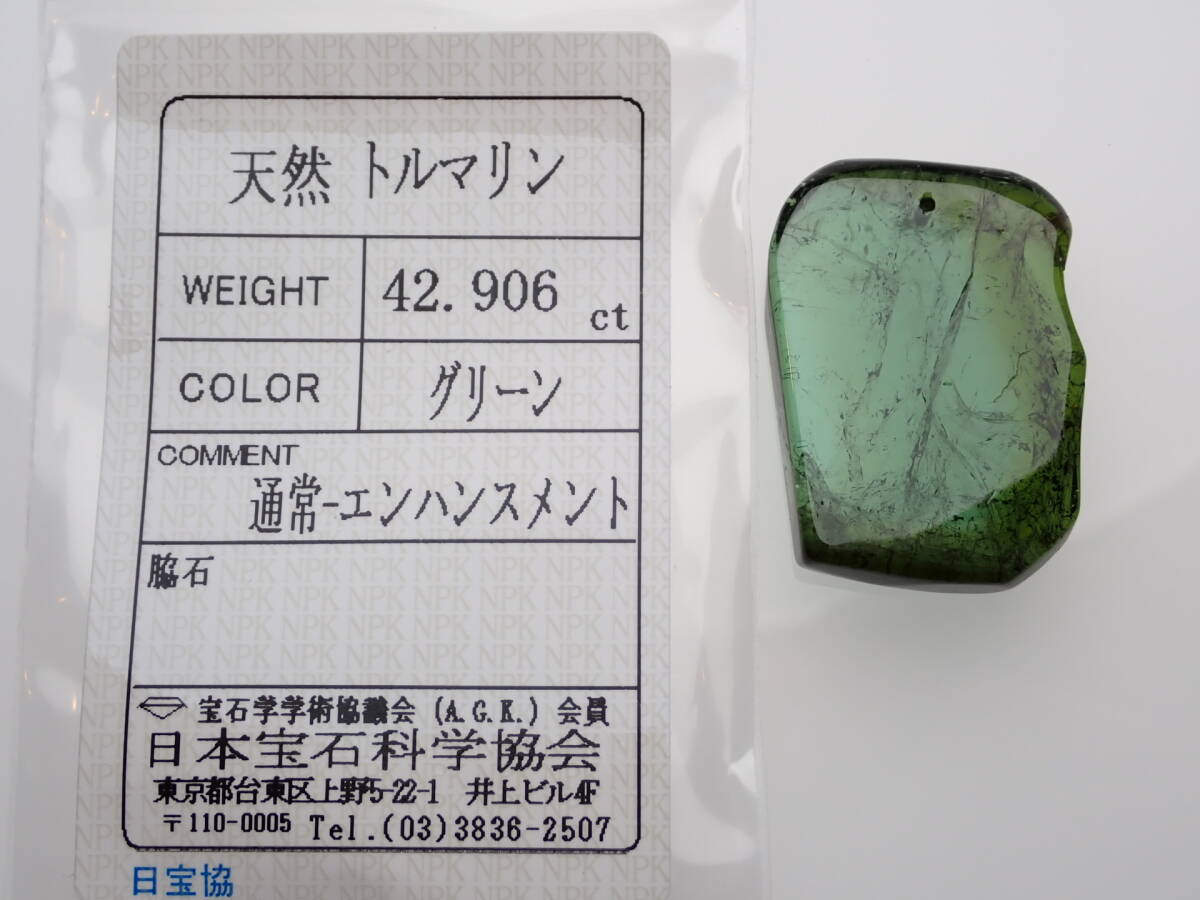 天然 トルマリン
WEIGHT 42.906 ct
COLOR グリーン
COMMENT
通常-エンハンスメント
脇石
宝石学学術協議会 (A.G.K.) 会員
日本宝石科学協会
東京都台東区上野5-22-1 井上ビル4F
〒110-0005 Tel.(03)3836-2507
日宝協